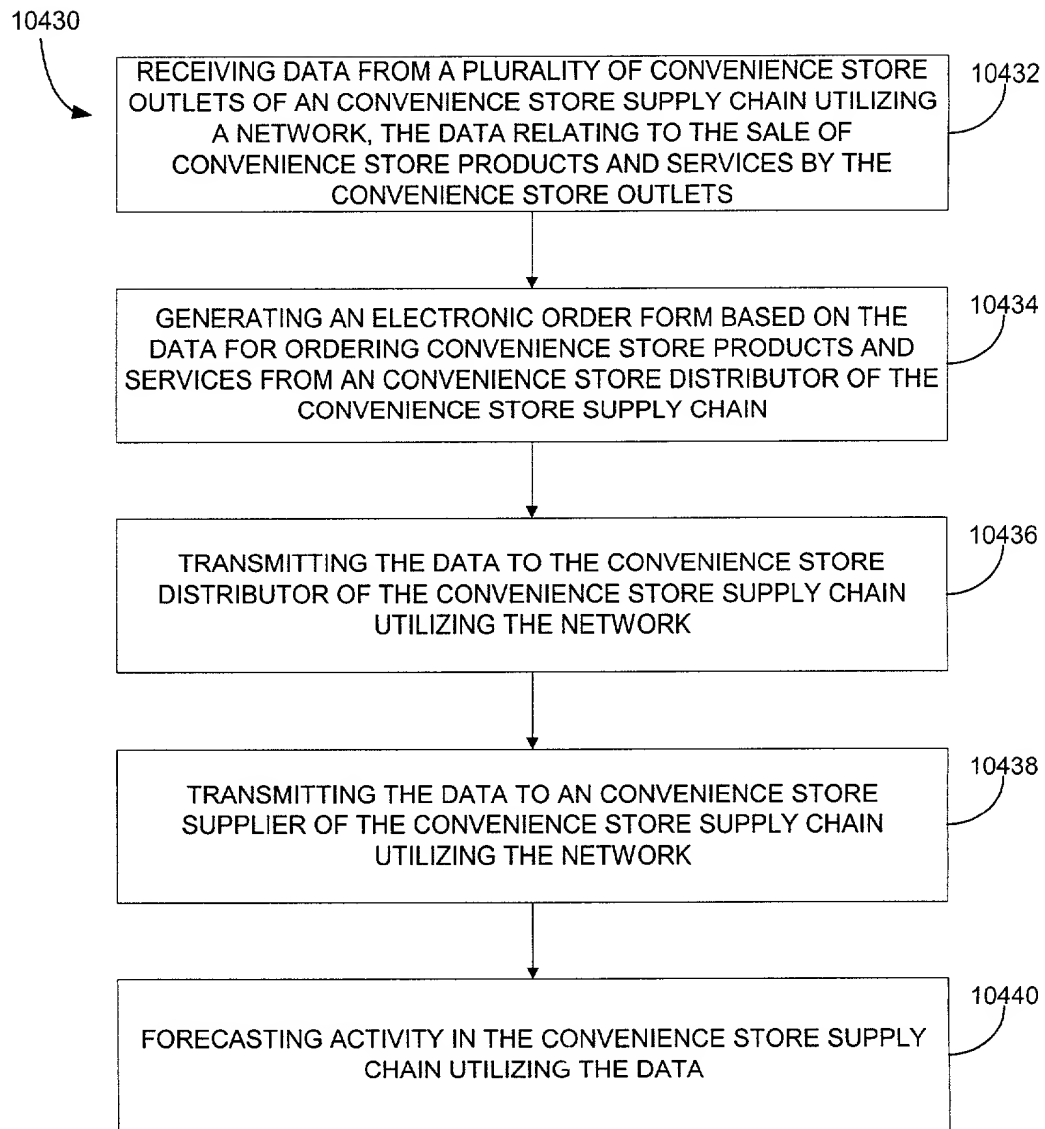 10430
RECEIVING DATA FROM A PLURALITY OF CONVENIENCE STORE
OUTLETS OF AN CONVENIENCE STORE SUPPLY CHAIN UTILIZING
A NETWORK, THE DATA RELATING TO THE SALE OF
CONVENIENCE STORE PRODUCTS AND SERVICES BY THE
CONVENIENCE STORE OUTLETS
10432
GENERATING AN ELECTRONIC ORDER FORM BASED ON THE
DATA FOR ORDERING CONVENIENCE STORE PRODUCTS AND
SERVICES FROM AN CONVENIENCE STORE DISTRIBUTOR OF THE
CONVENIENCE STORE SUPPLY CHAIN
10434
TRANSMITTING THE DATA TO THE CONVENIENCE STORE
DISTRIBUTOR OF THE CONVENIENCE STORE SUPPLY CHAIN
UTILIZING THE NETWORK
10436
TRANSMITTING THE DATA TO AN CONVENIENCE STORE
SUPPLIER OF THE CONVENIENCE STORE SUPPLY CHAIN
UTILIZING THE NETWORK
10438
FORECASTING ACTIVITY IN THE CONVENIENCE STORE SUPPLY
CHAIN UTILIZING THE DATA
10440